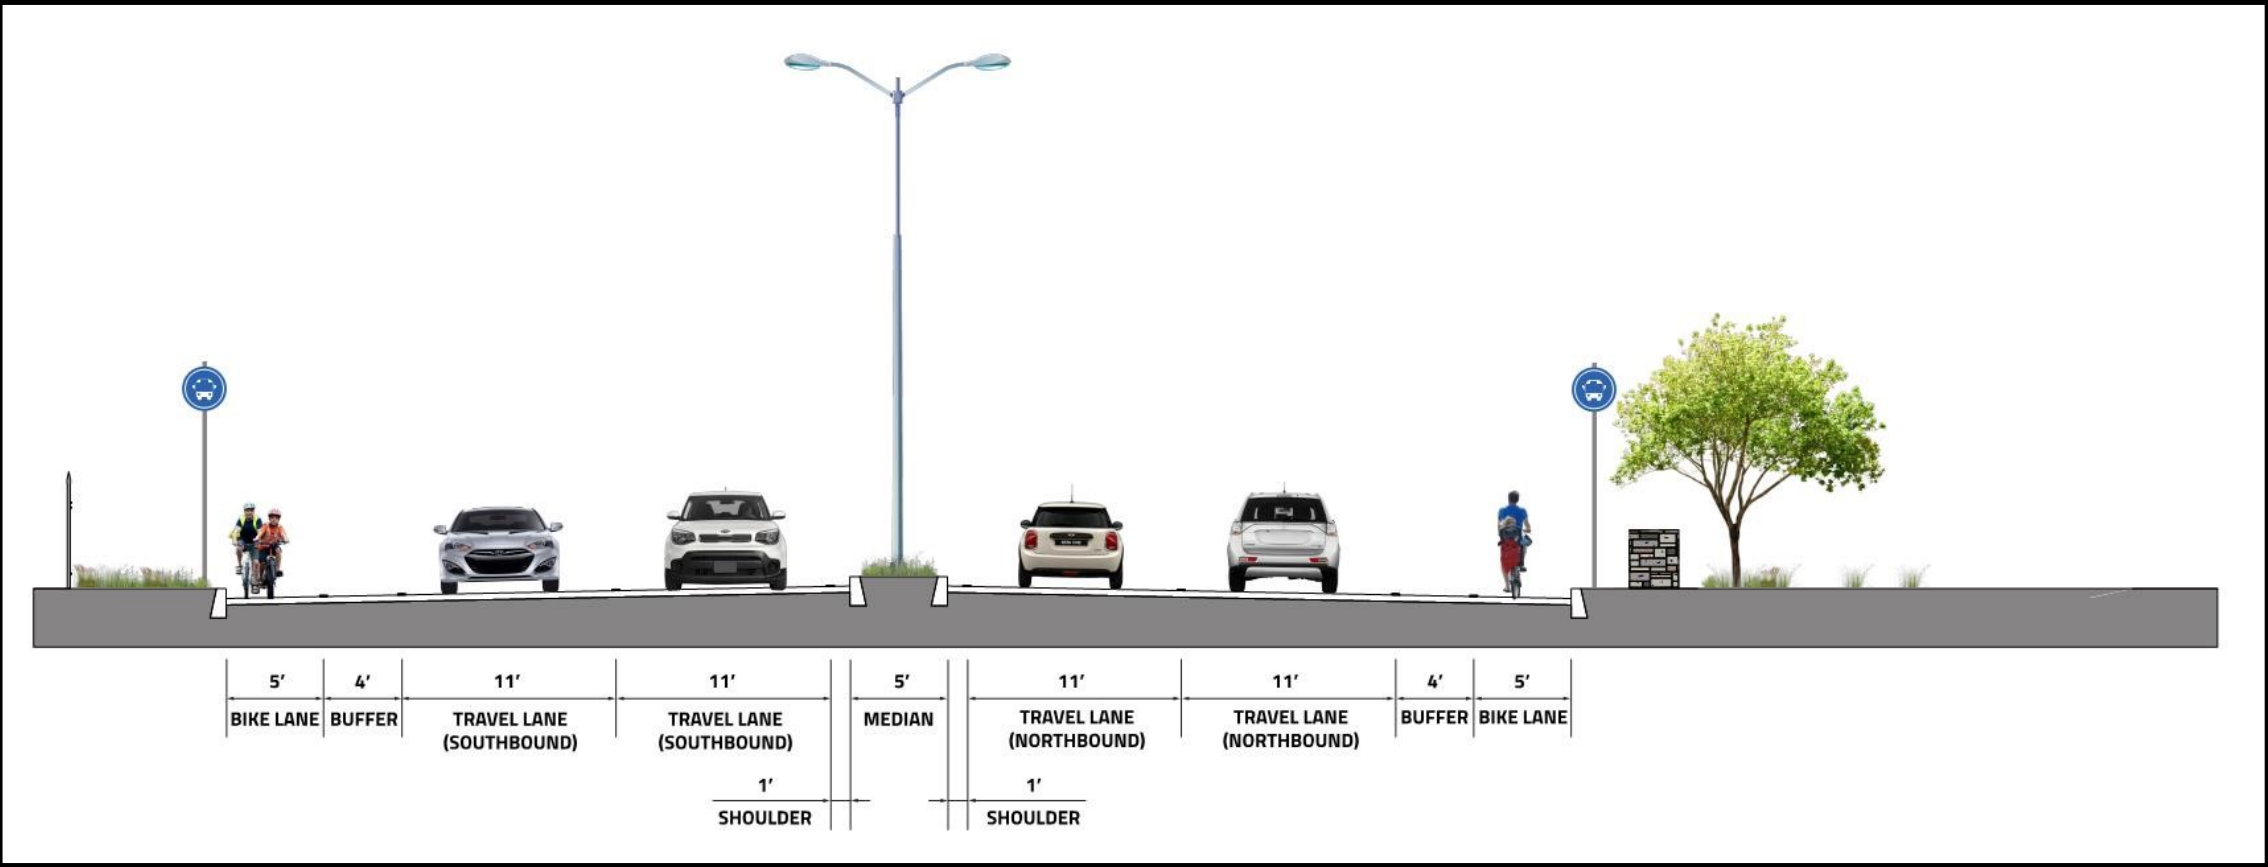 5′ 4′ 11′ 11′ 5′ 11′ 11′ 4′ 5′
BIKE LANE BUFFER TRAVEL LANE (SOUTHBOUND) TRAVEL LANE (SOUTHBOUND) MEDIAN TRAVEL LANE (NORTHBOUND) TRAVEL LANE (NORTHBOUND) BUFFER BIKE LANE
1′ 1′
SHOULDER SHOULDER